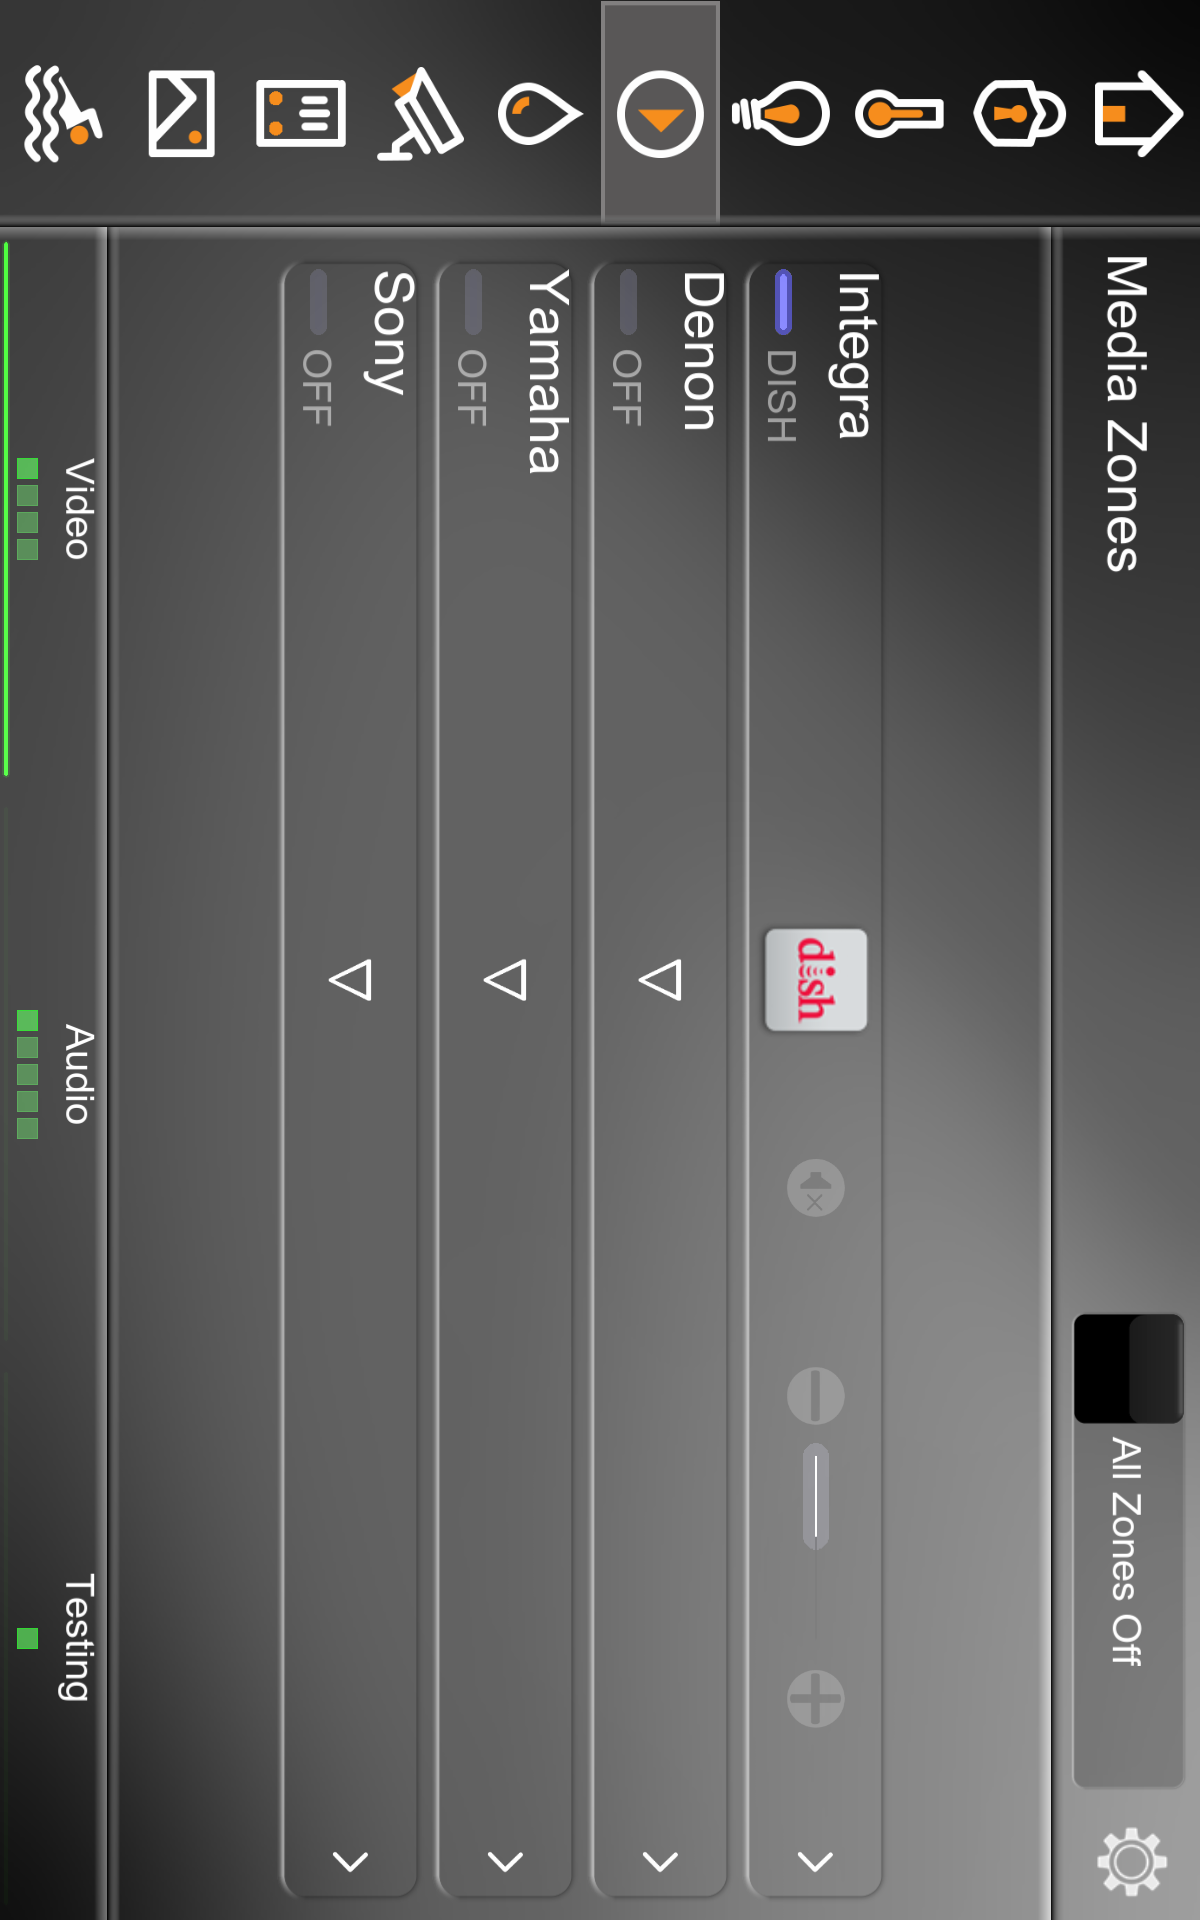 Media Zones
All Zones Off
Integra
DISH
dish
Denon
OFF
Yamaha
OFF
Sony
OFF
Video
Audio
Testing